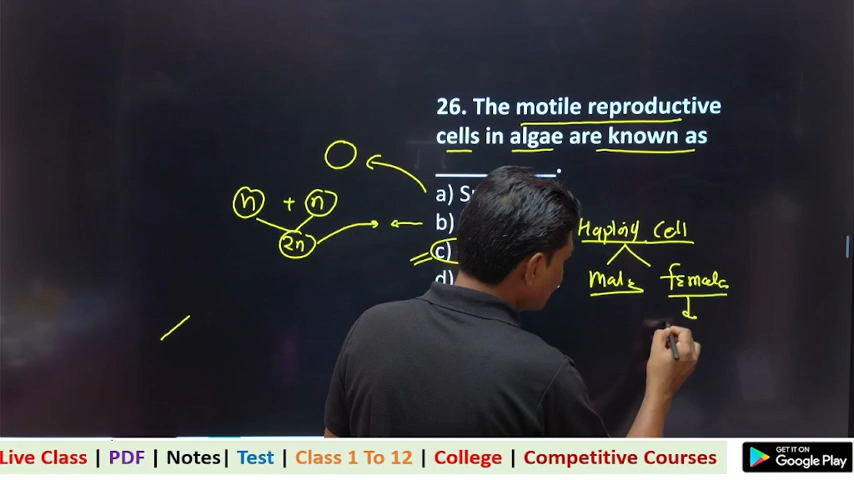 26. The motile reproductive
cells in algae are known as
____________.
a)
b)
c)
d)
n + n
2n
Haploid Cell
Male female
Live Class | PDF | Notes| Test | Class 1 To 12 | College | Competitive Courses
GET IT ON
Google Play